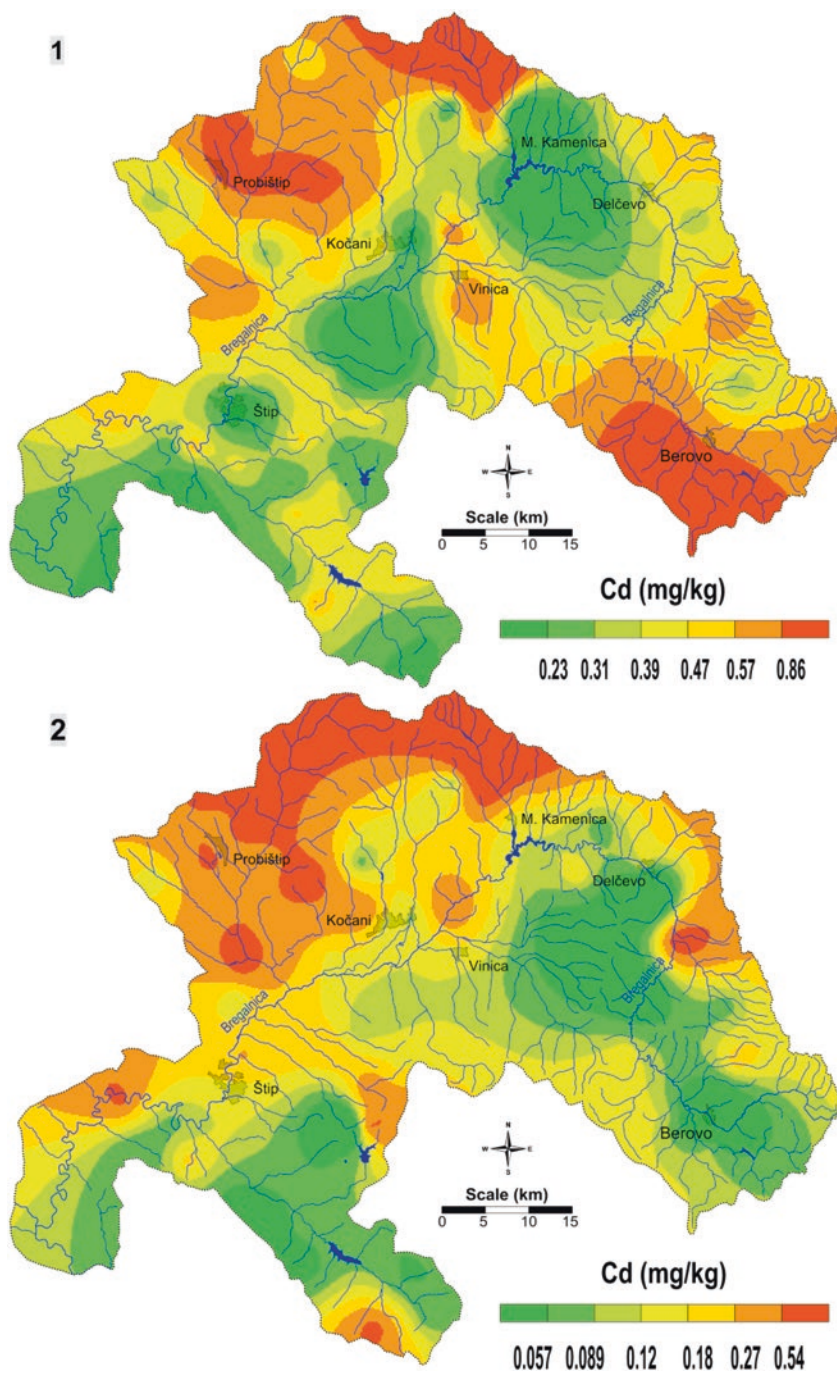 1
M. Kamenica
Probištip
Delčevo
Kočani
Vinica
Bregalnica
Bregalnica
Štip
Berovo
N
W E
S
Scale (km)
0 5 10 15
Cd (mg/kg)
0.23 0.31 0.39 0.47 0.57 0.86
2
M. Kamenica
Probištip
Delčevo
Kočani
Vinica
Bregalnica
Bregalnica
Štip
Berovo
N
W E
S
Scale (km)
0 5 10 15
Cd (mg/kg)
0.057 0.089 0.12 0.18 0.27 0.54